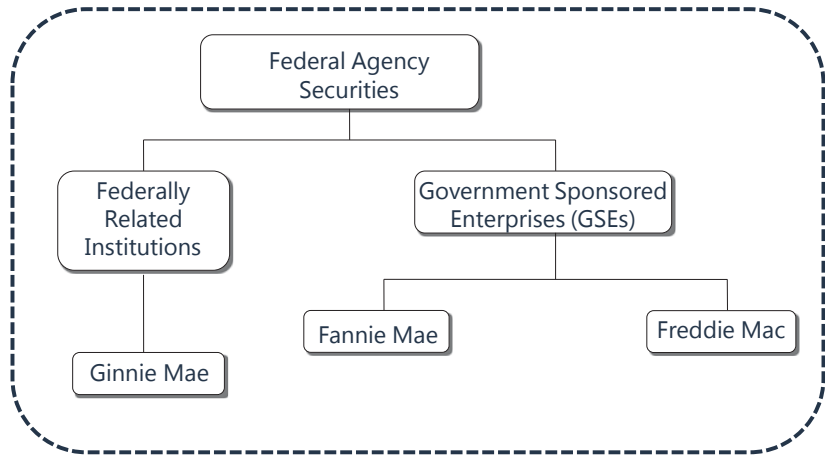 Federal Agency
Securities
Federally
Related
Institutions
Government Sponsored
Enterprises (GSEs)
Ginnie Mae
Fannie Mae
Freddie Mac